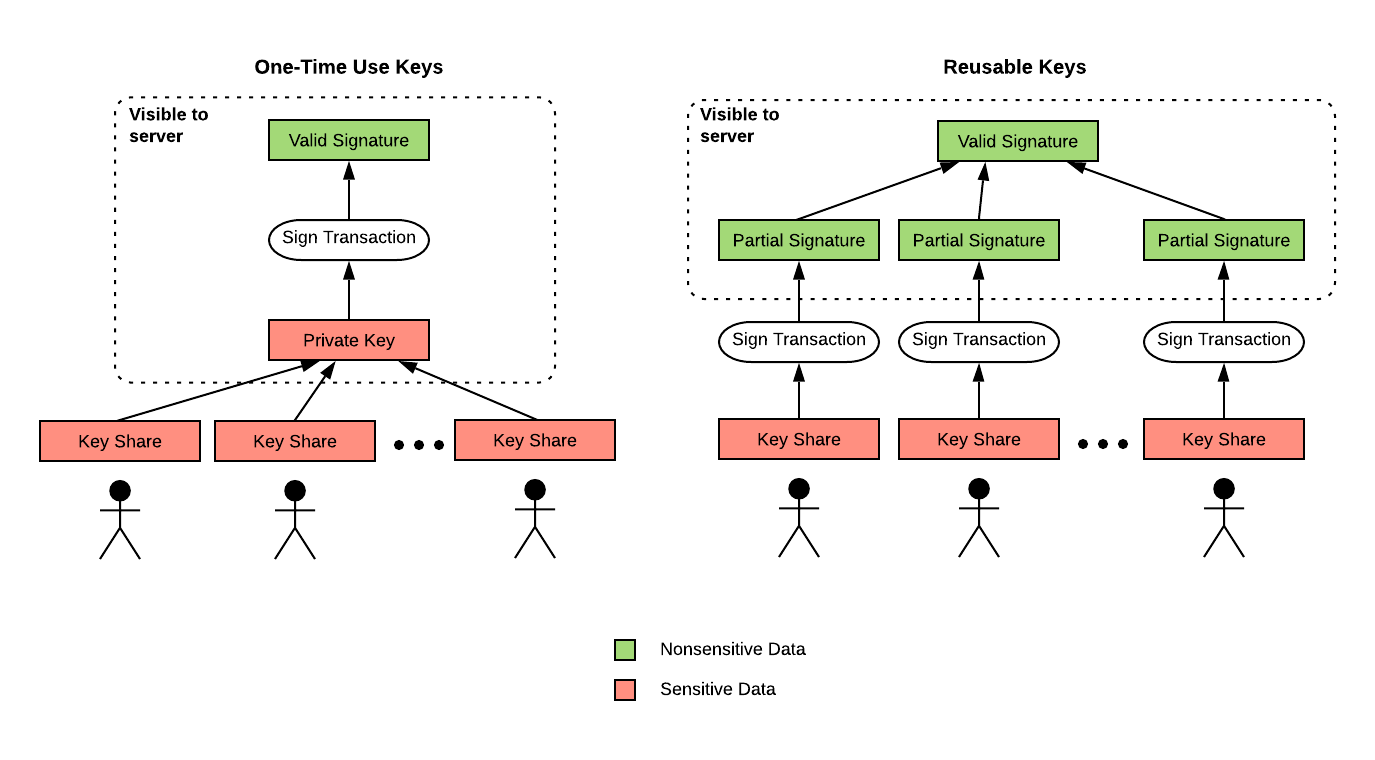 One-Time Use Keys
Visible to
server
Valid Signature
Sign Transaction
Private Key
Key Share
Key Share
Key Share
Reusable Keys
Visible to
server
Valid Signature
Partial Signature
Partial Signature
Partial Signature
Sign Transaction
Sign Transaction
Sign Transaction
Key Share
Key Share
Key Share
Nonsensitive Data
Sensitive Data